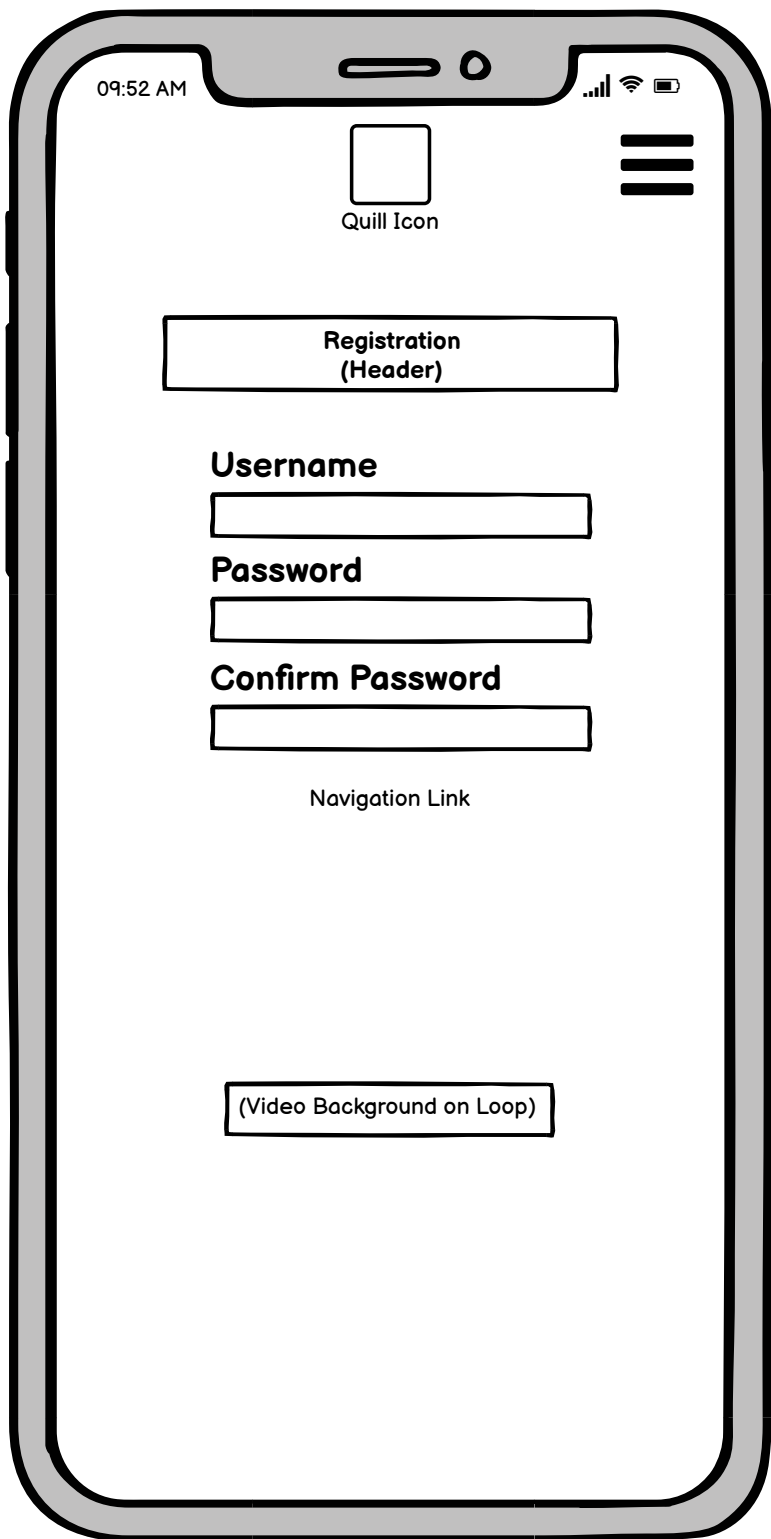 09:52 AM
Quill Icon
Registration
(Header)
Username
Password
Confirm Password
Navigation Link
(Video Background on Loop)